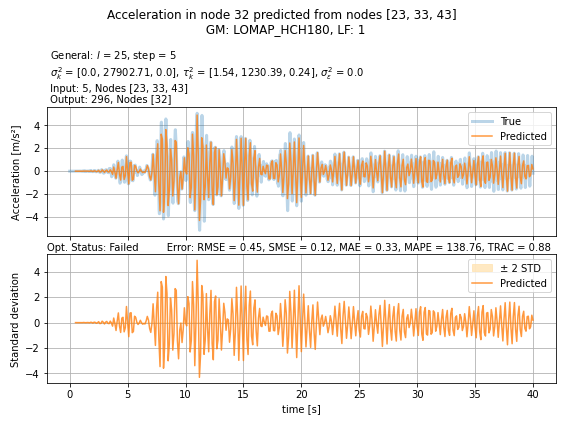 Acceleration in node 32 predicted from nodes [23, 33, 43]
GM: LOMAP_HCH180, LF: 1
General: l = 25, step = 5
σ²ₖ = [0.0, 27902.71, 0.0], τ²ₖ = [1.54, 1230.39, 0.24], σ²ₑ = 0.0
Input: 5, Nodes [23, 33, 43]
Output: 296, Nodes [32]
True
Predicted
Acceleration [m/s²]
4
2
0
−2
−4
Opt. Status: Failed Error: RMSE = 0.45, SMSE = 0.12, MAE = 0.33, MAPE = 138.76, TRAC = 0.88
± 2 STD
Predicted
Standard deviation
4
2
0
−2
−4
0 5 10 15 20 25 30 35 40
time [s]